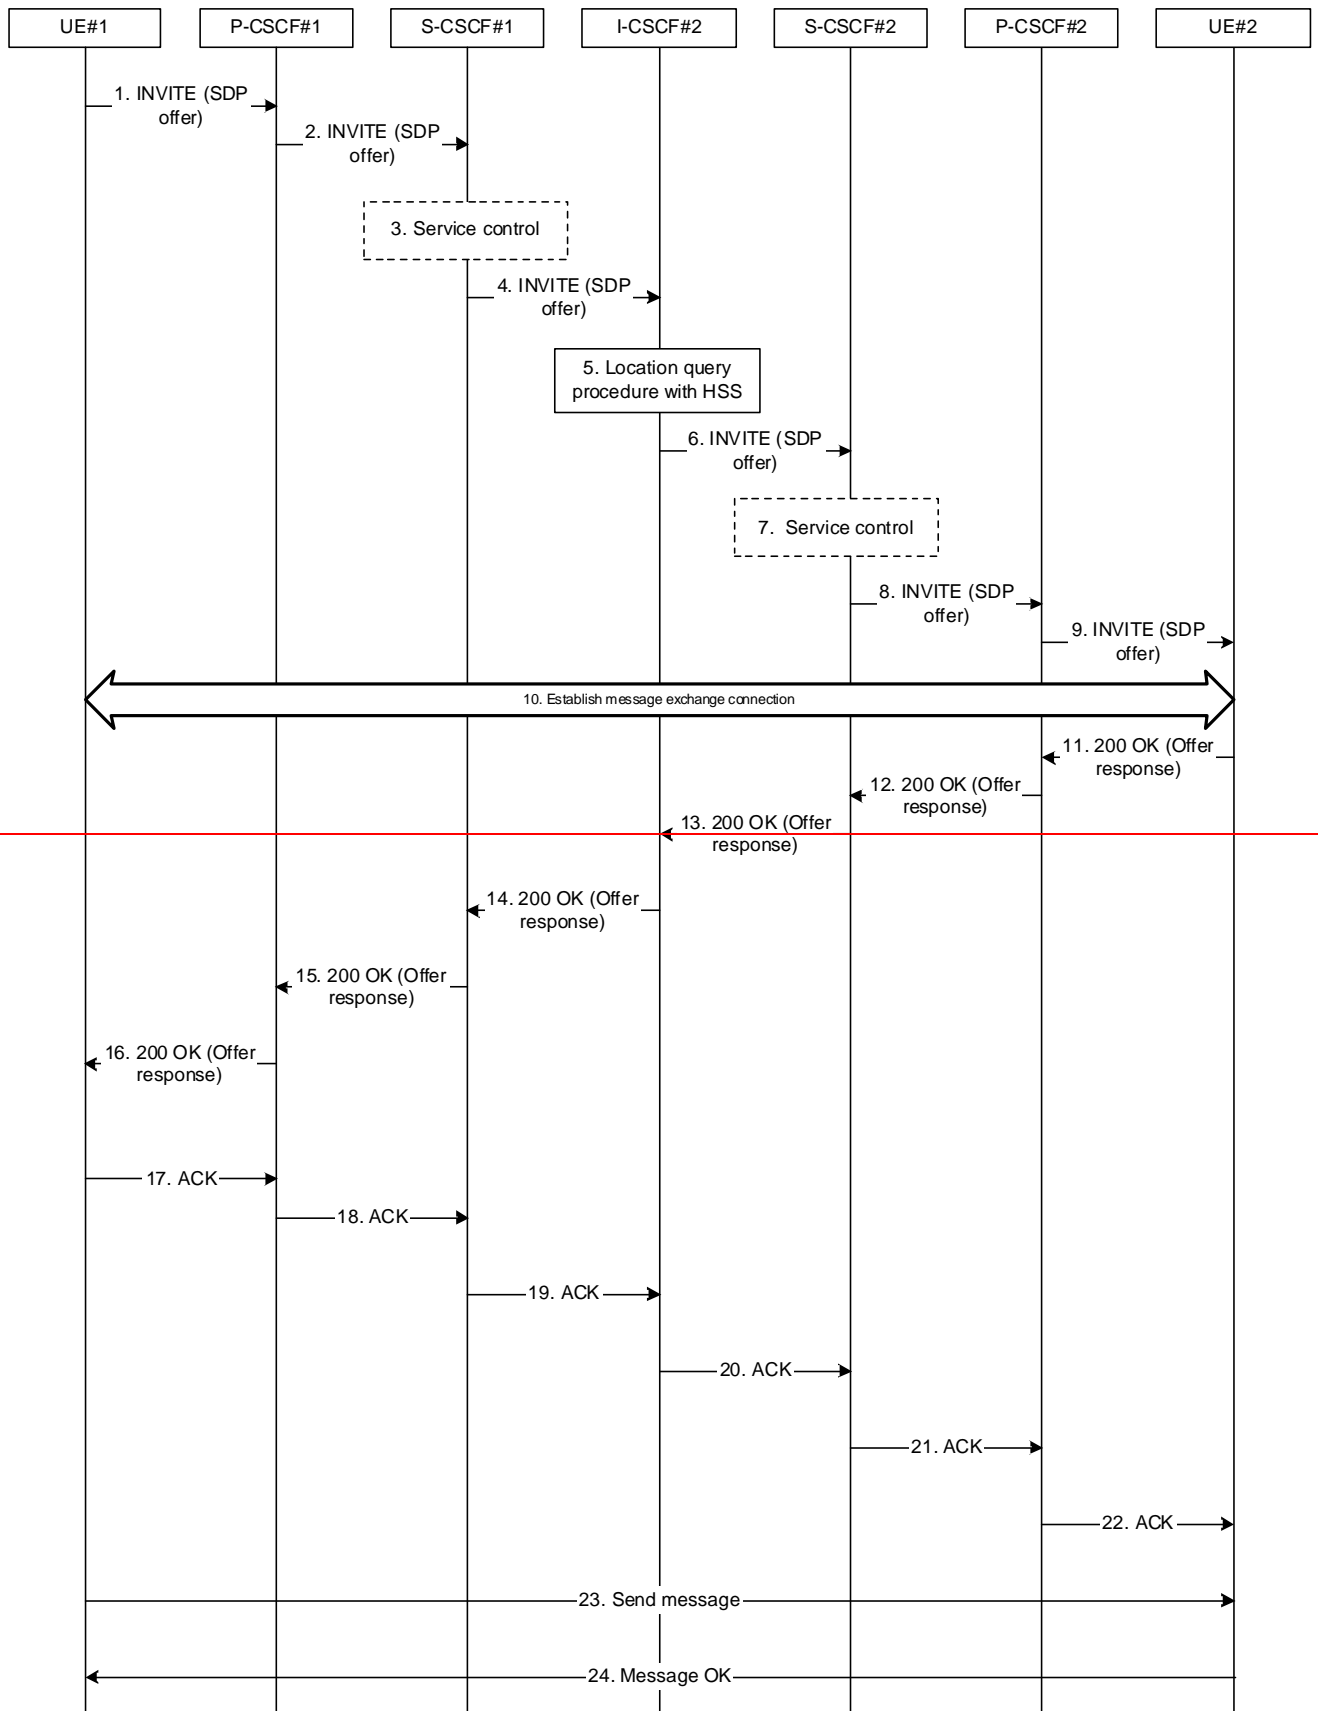 UE#1
P-CSCF#1
S-CSCF#1
I-CSCF#2
S-CSCF#2
P-CSCF#2
UE#2
1. INVITE (SDP
offer)
2. INVITE (SDP
offer)
3. Service control
4. INVITE (SDP
offer)
5. Location query
procedure with HSS
6. INVITE (SDP
offer)
7. Service control
8. INVITE (SDP
offer)
9. INVITE (SDP
offer)
10. Establish message exchange connection
11. 200 OK (Offer
response)
12. 200 OK (Offer
response)
13. 200 OK (Offer
response)
14. 200 OK (Offer
response)
15. 200 OK (Offer
response)
16. 200 OK (Offer
response)
17. ACK
18. ACK
19. ACK
20. ACK
21. ACK
22. ACK
23. Send message
24. Message OK